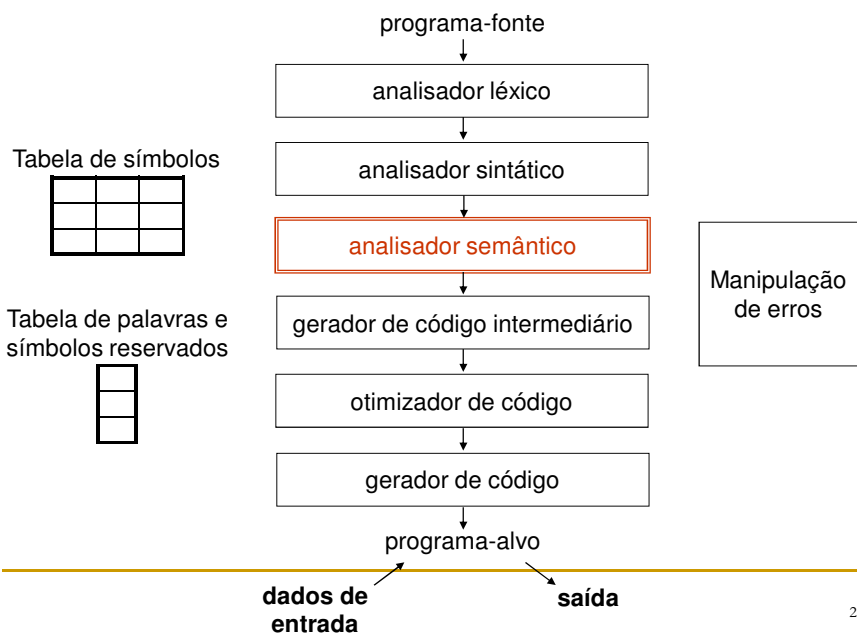 programa-fonte
analisador léxico
Tabela de símbolos
analisador sintático
analisador semântico
Manipulação
de erros
Tabela de palavras e
símbolos reservados
gerador de código intermediário
otimizador de código
gerador de código
programa-alvo
dados de
entrada
saída
2